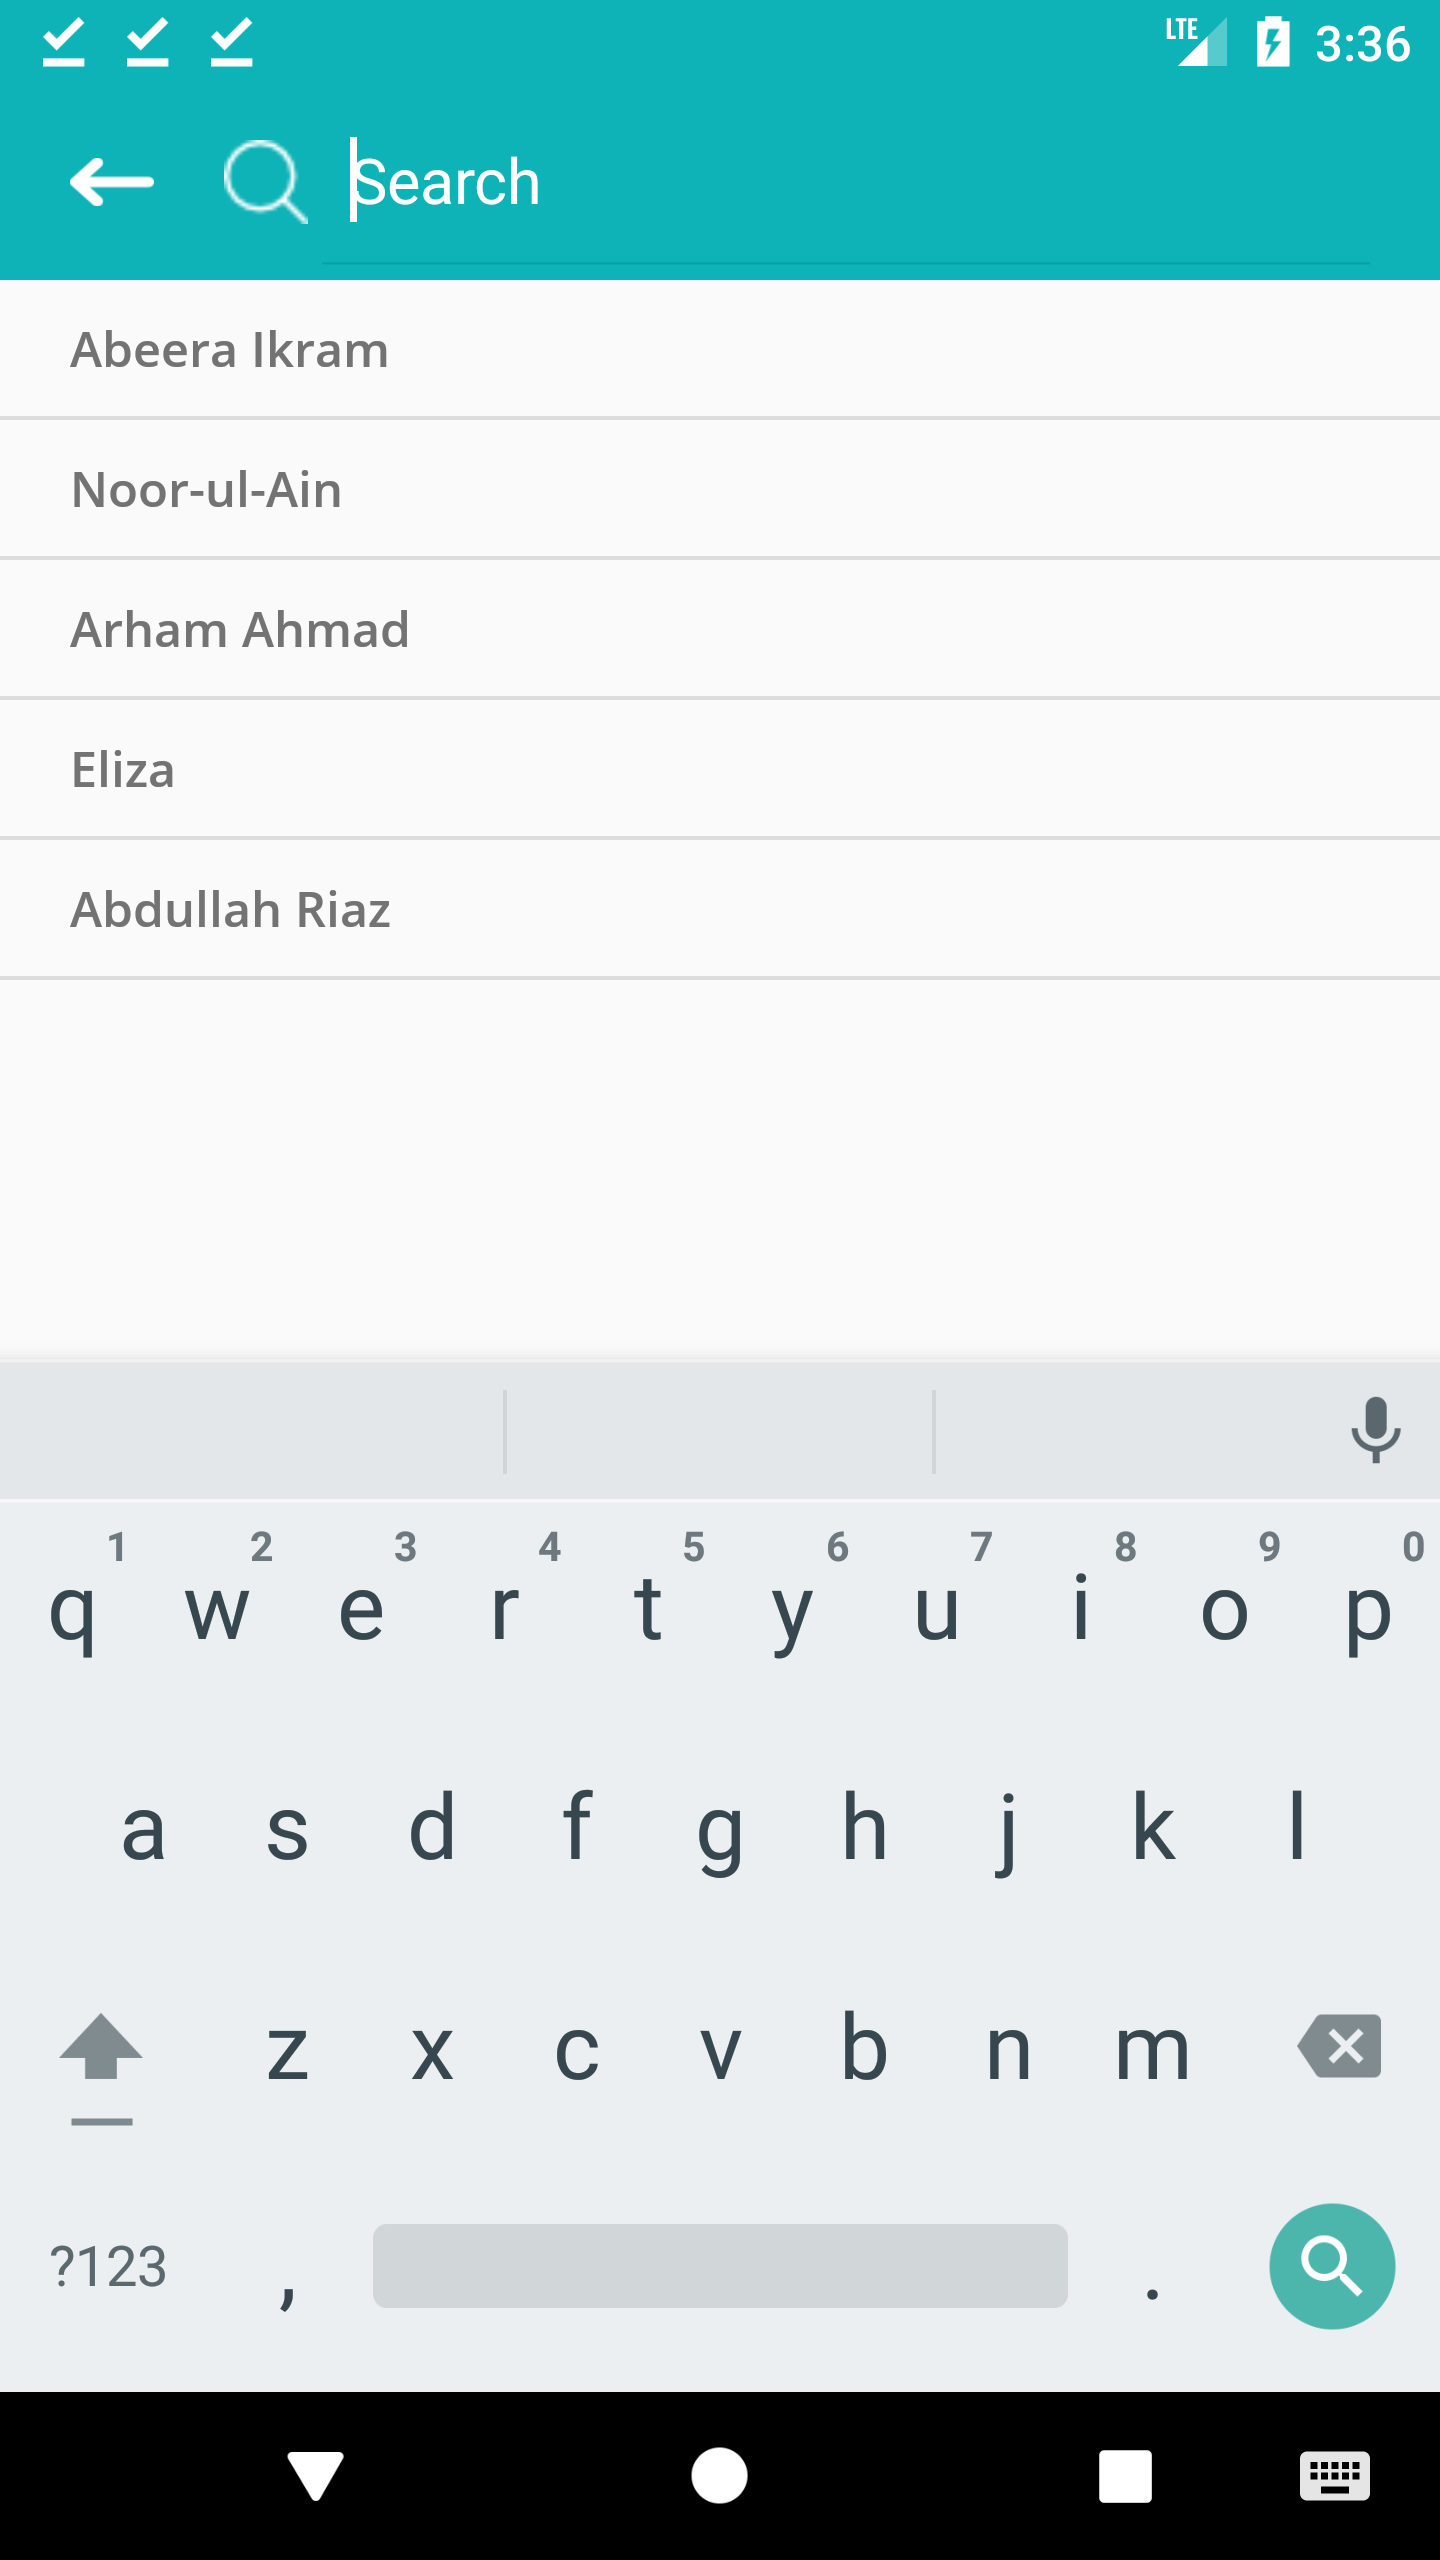 LTE 3:36
Search
Abeera Ikram
Noor-ul-Ain
Arham Ahmad
Eliza
Abdullah Riaz
1 2 3 4 5 6 7 8 9 0
q w e r t y u i o p
a s d f g h j k l
z x c v b n m
?123 , .